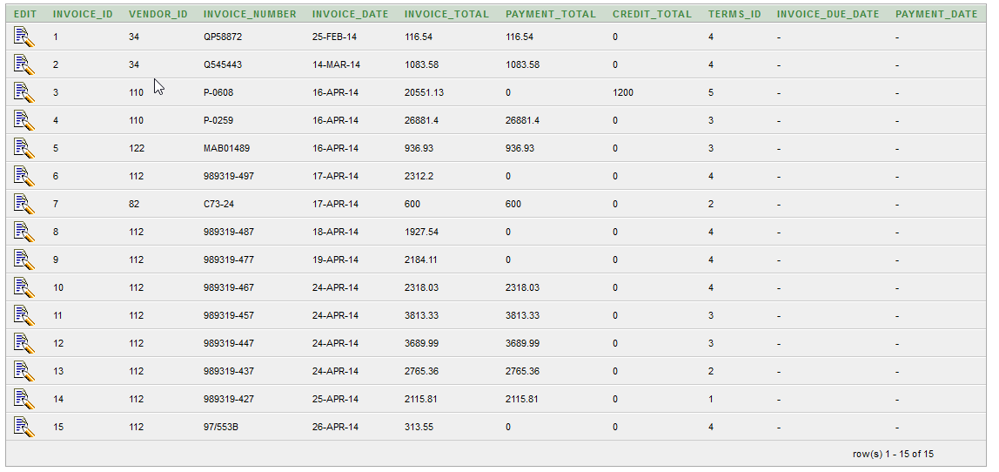 EDIT INVOICE_ID VENDOR_ID INVOICE_NUMBER INVOICE_DATE INVOICE_TOTAL PAYMENT_TOTAL CREDIT_TOTAL TERMS_ID INVOICE_DUE_DATE PAYMENT_DATE
1 34 QP58872 25-FEB-14 116.54 116.54 0 4 - -
2 34 Q545443 14-MAR-14 1083.58 1083.58 0 4 - -
3 110 P-0608 16-APR-14 20551.13 0 1200 5 - -
4 110 P-0259 16-APR-14 26881.4 26881.4 0 3 - -
5 122 MAB01489 16-APR-14 936.93 936.93 0 3 - -
6 112 989319-497 17-APR-14 2312.2 0 0 4 - -
7 82 C73-24 17-APR-14 600 600 0 2 - -
8 112 989319-487 18-APR-14 1927.54 0 0 4 - -
9 112 989319-477 19-APR-14 2184.11 0 0 4 - -
10 112 989319-467 24-APR-14 2318.03 2318.03 0 4 - -
11 112 989319-457 24-APR-14 3813.33 3813.33 0 3 - -
12 112 989319-447 24-APR-14 3689.99 3689.99 0 3 - -
13 112 989319-437 24-APR-14 2765.36 2765.36 0 2 - -
14 112 989319-427 25-APR-14 2115.81 2115.81 0 1 - -
15 112 97/553B 26-APR-14 313.55 0 0 4 - -
row(s) 1 - 15 of 15